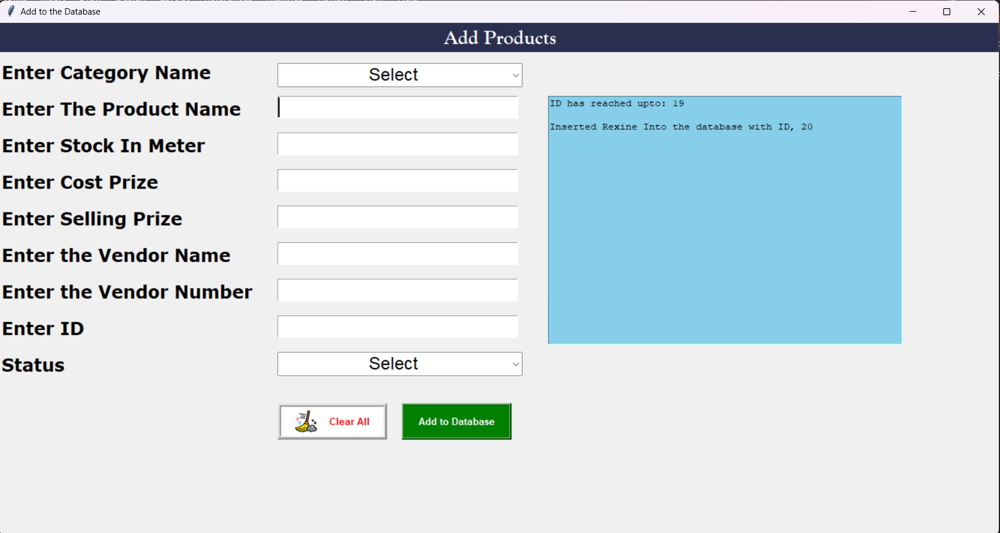 Add to the Database
Add Products
Enter Category Name
Select
Enter The Product Name
Enter Stock In Meter
Enter Cost Prize
Enter Selling Prize
Enter the Vendor Name
Enter the Vendor Number
Enter ID
Status
Select
ID has reached upto: 19
Inserted Rexine Into the database with ID, 20
Clear All
Add to Database